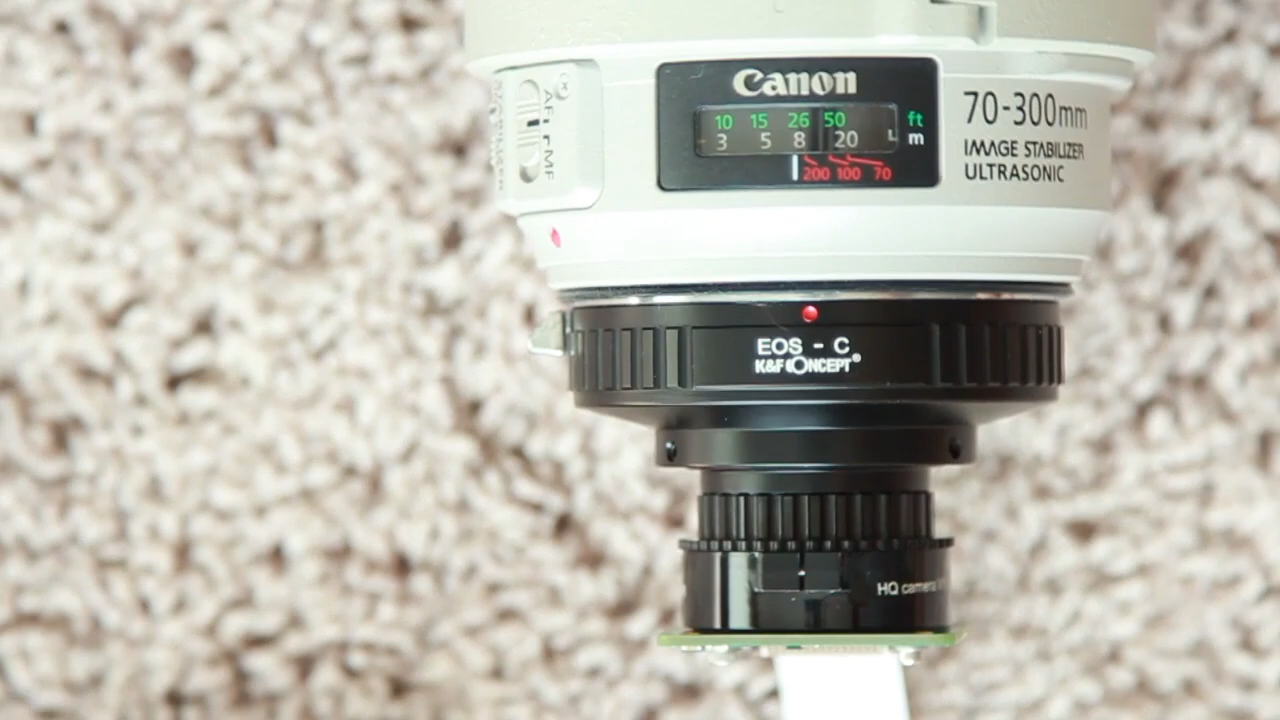 Canon
10 15 26 50 ft
3 5 8 20 L m
200 100 70
70-300mm
IMAGE STABILIZER
ULTRASONIC
AF MF
EOS - C
K&F CONCEPT®
HQ camera